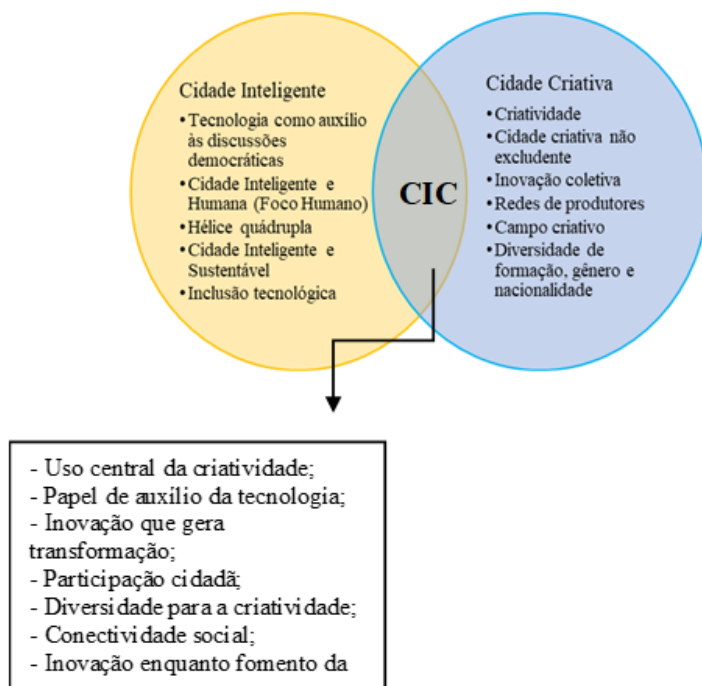 Cidade Inteligente
•Tecnologia como auxílio
às discussões
democráticas
•Cidade Inteligente e
Humana (Foco Humano)
•Hélice quádrupla
•Cidade Inteligente e
Sustentável
•Inclusão tecnológica
CIC
Cidade Criativa
•Criatividade
•Cidade criativa não
excludente
•Inovação coletiva
•Redes de produtores
•Campo criativo
•Diversidade de
formação, gênero e
nacionalidade
- Uso central da criatividade;
- Papel de auxílio da tecnologia;
- Inovação que gera
transformação;
- Participação cidadã;
- Diversidade para a criatividade;
- Conectividade social;
- Inovação enquanto fomento da